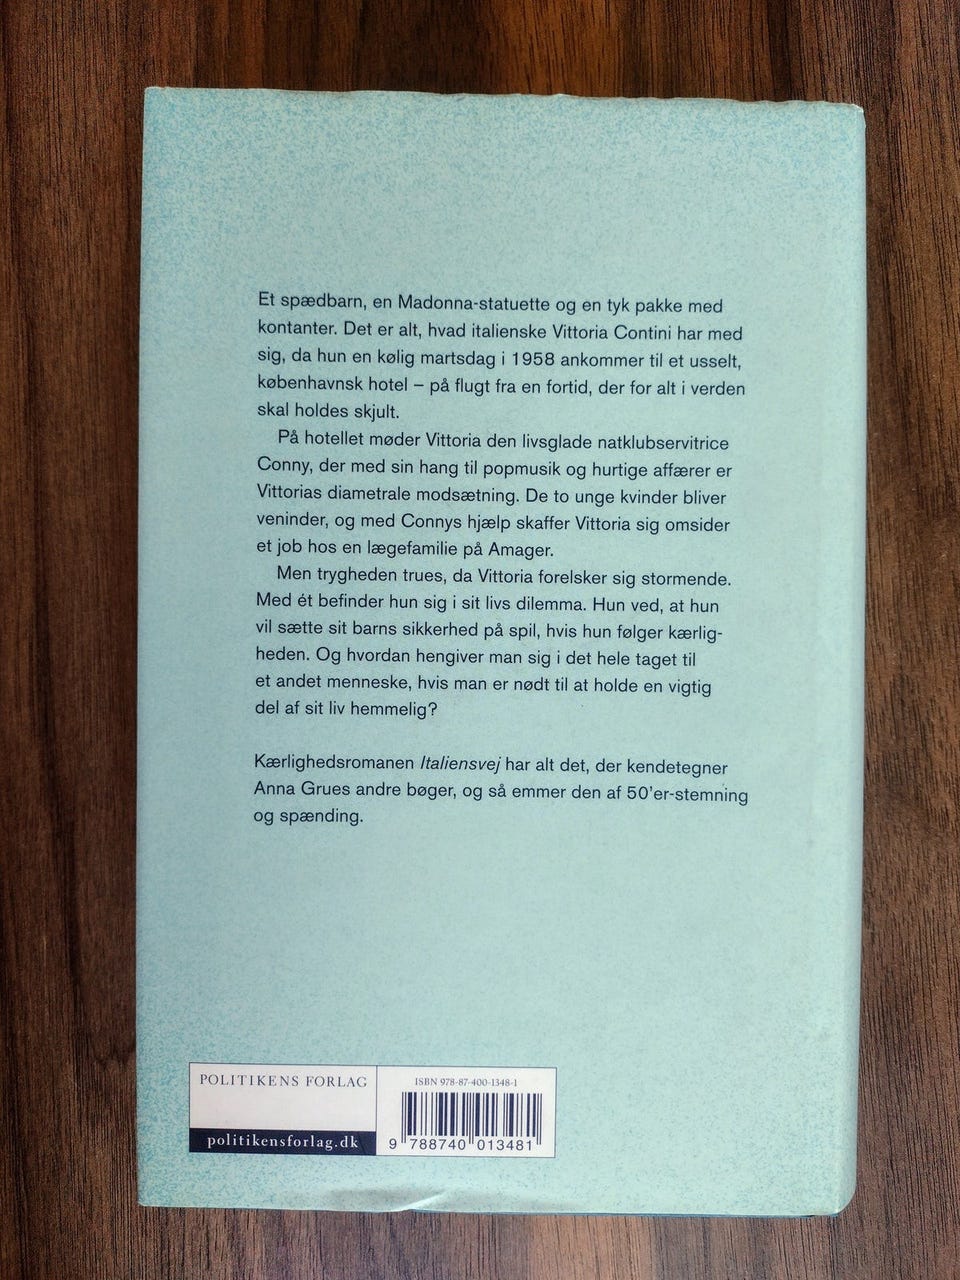 Et spædbarn, en Madonna-statuette og en tyk pakke med
kontanter. Det er alt, hvad italienske Vittoria Contini har med
sig, da hun en kølig martsdag i 1958 ankommer til et usselt,
københavnsk hotel – på flugt fra en fortid, der for alt i verden
skal holdes skjult.
På hotellet møder Vittoria den livsglade natklubservitrice
Conny, der med sin hang til popmusik og hurtige affærer er
Vittorias diametrale modsætning. De to unge kvinder bliver
veninder, og med Connys hjælp skaffer Vittoria sig omsider
et job hos en lægefamilie på Amager.
Men trygheden trues, da Vittoria forelsker sig stormende.
Med ét befinder hun sig i sit livs dilemma. Hun ved, at hun
vil sætte sit barns sikkerhed på spil, hvis hun følger kærlig-
heden. Og hvordan hengiver man sig i det hele taget til
et andet menneske, hvis man er nødt til at holde en vigtig
del af sit liv hemmelig?
Kærlighedsromanen Italiensvej har alt det, der kendetegner
Anna Grues andre bøger, og så emmer den af 50'er-stemning
og spænding.
POLITIKENS FORLAG
politikensforlag.dk
ISBN 978-87-400-1348-1
9 788740 013481